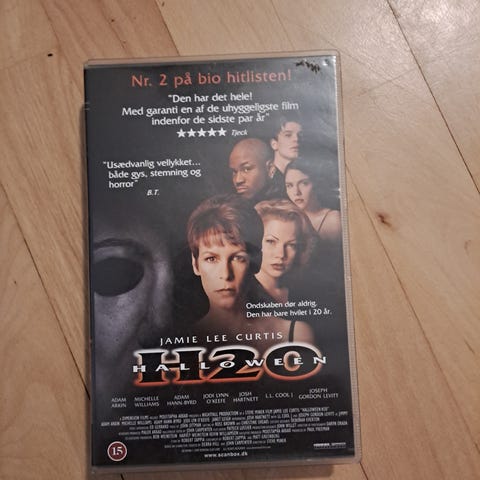 Nr. 2 på bio hitlisten!
"Den har det hele!
Med garanti en af de uhyggeligste film
indenfor de sidste par år"
★★★★★ Tjeck
"Usædvanlig vellykket...
både gys, stemning og
horror"
B.T.
Ondskaben dør aldrig.
Den har bare hvilet i 20 år.
JAMIE LEE CURTIS
H20
HALLOWEEN
ADAM ARKIN
MICHELLE WILLIAMS
ADAM HANN-BYRD
JODI LYNN O'KEEFE
JOSH HARTNETT
L.L. COOL J
JOSEPH GORDON LEVITT
15
www.scanbox.dk